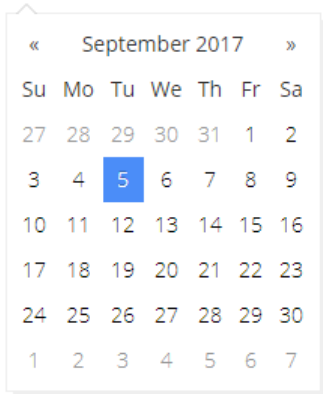 « September 2017 »
Su Mo Tu We Th Fr Sa
27 28 29 30 31 1 2
3 4 5 6 7 8 9
10 11 12 13 14 15 16
17 18 19 20 21 22 23
24 25 26 27 28 29 30
1 2 3 4 5 6 7